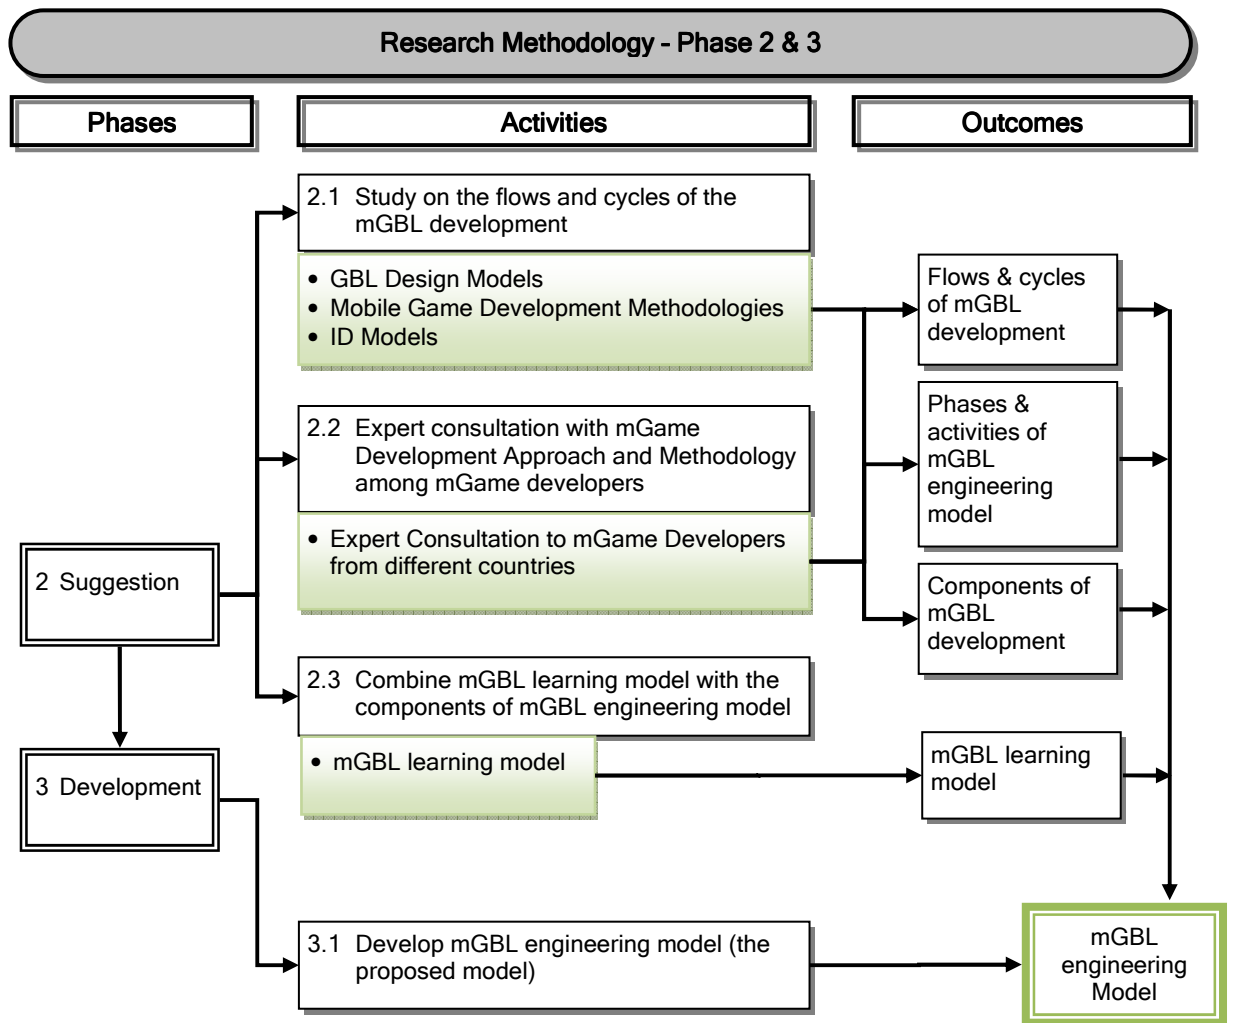 Research Methodology - Phase 2 & 3
Phases
Activities
Outcomes
2.1 Study on the flows and cycles of the
mGBL development
• GBL Design Models
• Mobile Game Development Methodologies
• ID Models
Flows & cycles
of mGBL
development
2.2 Expert consultation with mGame
Development Approach and Methodology
among mGame developers
• Expert Consultation to mGame Developers
from different countries
Phases &
activities of
mGBL
engineering
model
2 Suggestion
Components of
mGBL
development
2.3 Combine mGBL learning model with the
components of mGBL engineering model
• mGBL learning model
mGBL learning
model
3 Development
3.1 Develop mGBL engineering model (the
proposed model)
mGBL
engineering
Model